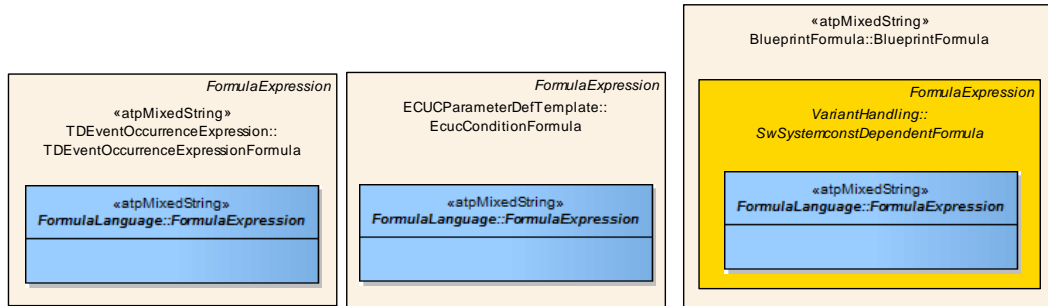 FormulaExpression
«atpMixedString»
TDEventOccurrenceExpression::
TDEventOccurrenceExpressionFormula
«atpMixedString»
FormulaLanguage::FormulaExpression
FormulaExpression
ECUCParameterDefTemplate::
EcucConditionFormula
«atpMixedString»
FormulaLanguage::FormulaExpression
«atpMixedString»
BlueprintFormula::BlueprintFormula
FormulaExpression
VariantHandling::
SwSystemconstDependentFormula
«atpMixedString»
FormulaLanguage::FormulaExpression